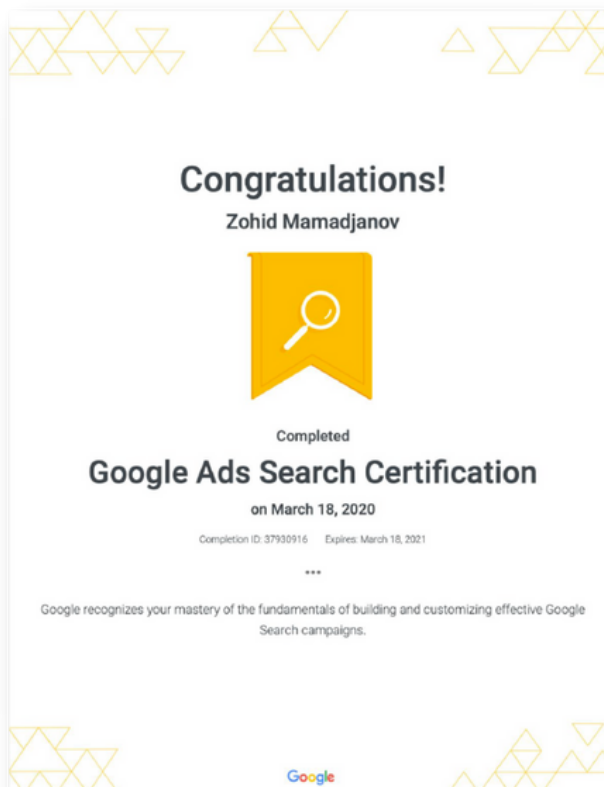 Congratulations!
Zohid Mamadjanov
Completed
Google Ads Search Certification
on March 18, 2020
Completion ID: 37930916 Expires: March 18, 2021
•••
Google recognizes your mastery of the fundamentals of building and customizing effective Google
Search campaigns.
Google